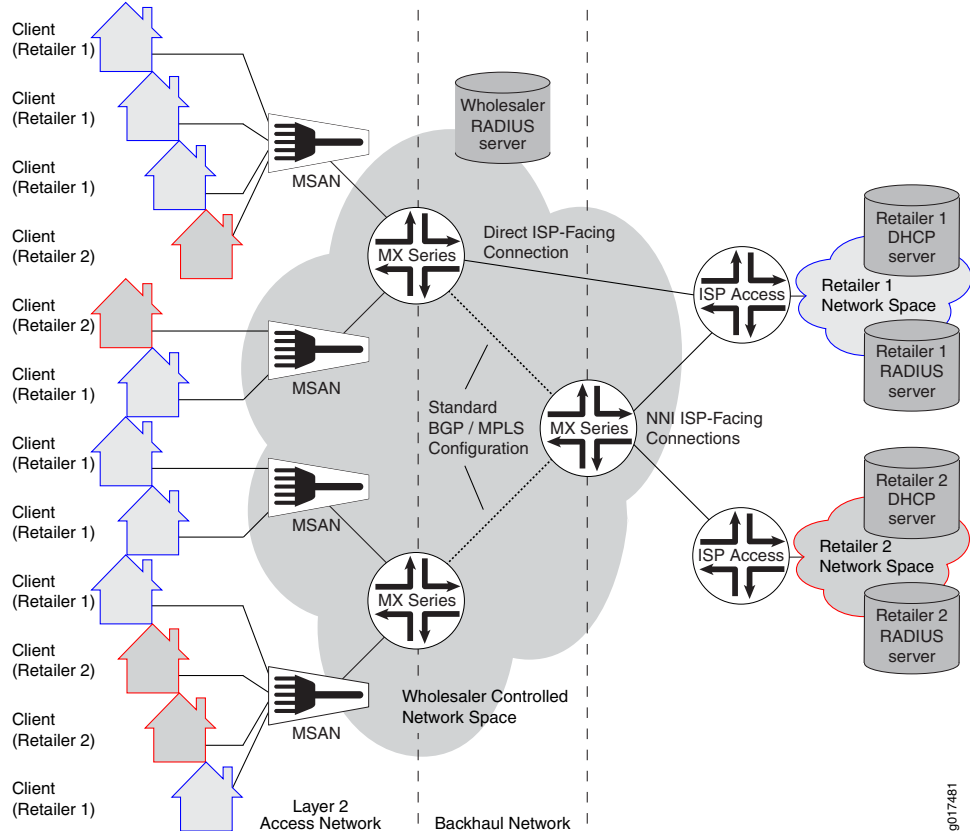 Client
(Retailer 1)
Client
(Retailer 1)
Client
(Retailer 1)
Client
(Retailer 2)
Client
(Retailer 2)
Client
(Retailer 1)
Client
(Retailer 1)
Client
(Retailer 1)
Client
(Retailer 1)
Client
(Retailer 2)
Client
(Retailer 2)
Client
(Retailer 1)
MSAN
MSAN
MSAN
MSAN
Layer 2
Access Network
Wholesaler
RADIUS
server
MX Series
Direct ISP-Facing
Connection
Standard
BGP / MPLS
Configuration
MX Series
MX Series
NNI ISP-Facing
Connections
Wholesaler Controlled
Network Space
Backhaul Network
ISP Access
Retailer 1
DHCP
server
Retailer 1
Network Space
Retailer 1
RADIUS
server
ISP Access
Retailer 2
DHCP
server
Retailer 2
Network Space
Retailer 2
RADIUS
server
g017481